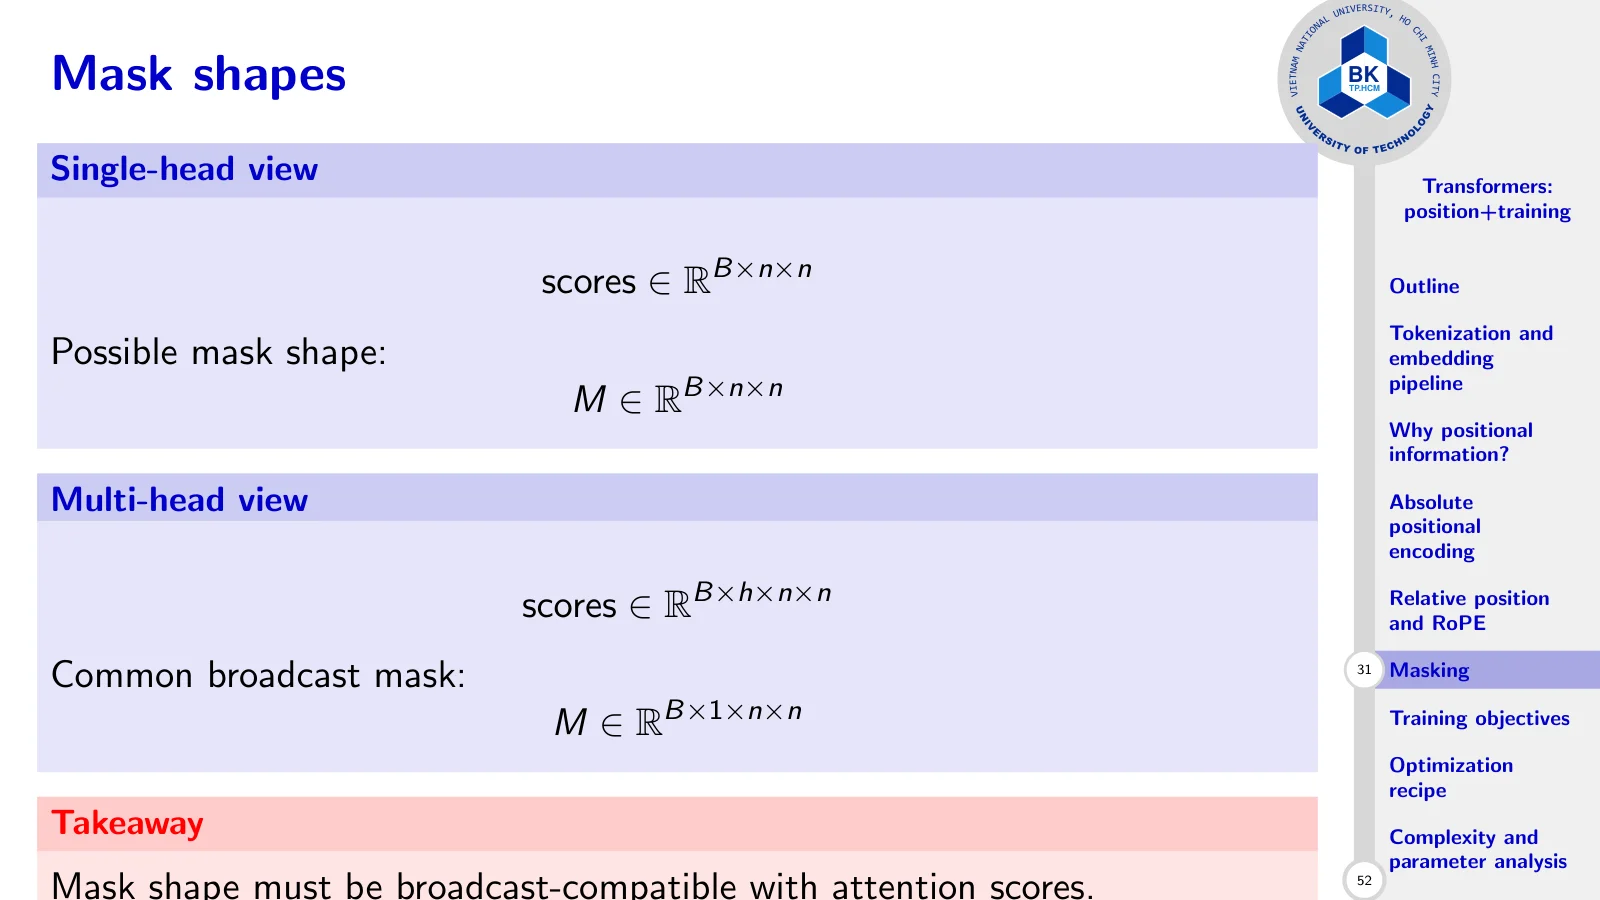 Mask shapes
Single-head view
scores ∈ ℝ^{B×n×n}
Possible mask shape:
M ∈ ℝ^{B×n×n}
Multi-head view
scores ∈ ℝ^{B×h×n×n}
Common broadcast mask:
M ∈ ℝ^{B×1×n×n}
Takeaway
Mask shape must be broadcast-compatible with attention scores.
VIETNAM NATIONAL UNIVERSITY, HO CHI MINH CITY
BK
TP.HCM
UNIVERSITY OF TECHNOLOGY
Transformers:
position+training
Outline
Tokenization and
embedding
pipeline
Why positional
information?
Absolute
positional
encoding
Relative position
and RoPE
31
Masking
Training objectives
Optimization
recipe
Complexity and
parameter analysis
52